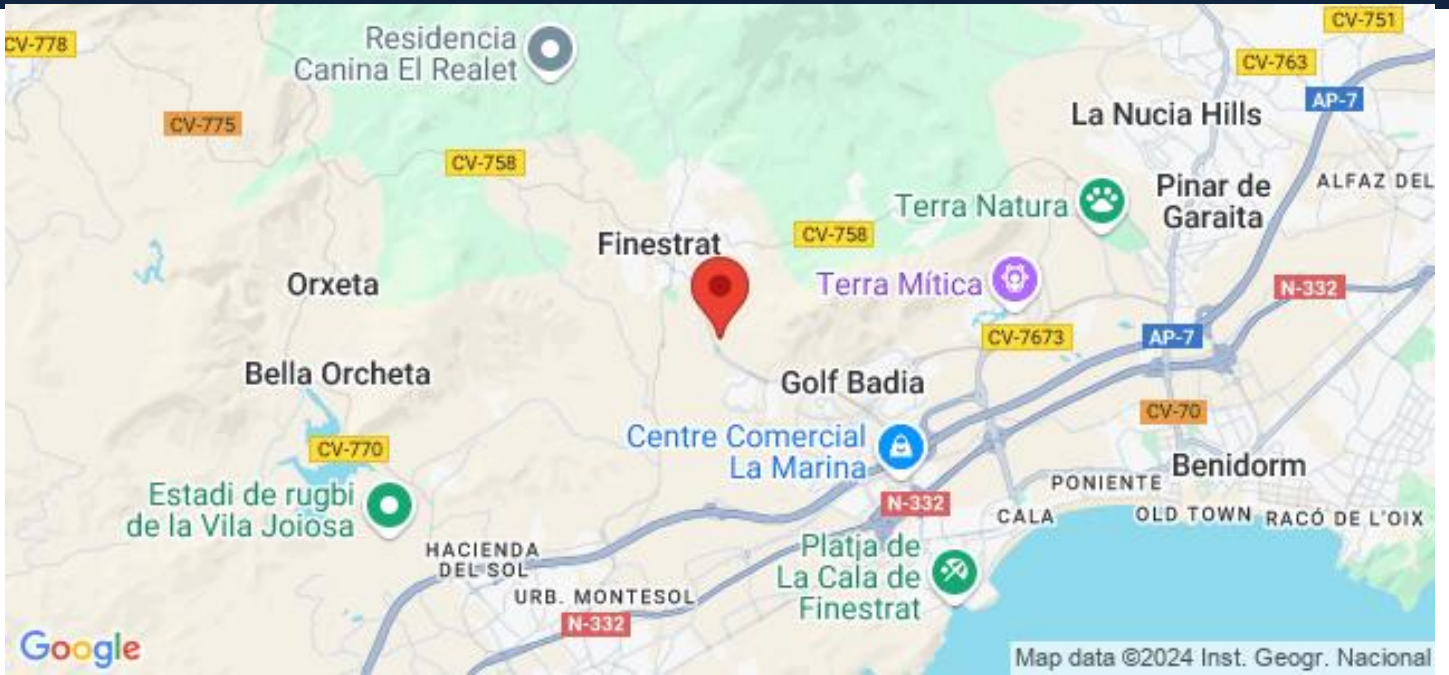 CV-778
Residencia
Canina El Realet
CV-751
CV-763
AP-7
CV-775
La Nucia Hills
CV-758
Pinar de
Garaita
ALFAZ DEL
Terra Natura
Finestrat
CV-758
Orxeta
Terra Mítica
N-332
CV-7673
AP-7
Bella Orcheta
Golf Badia
CV-70
Centre Comercial
La Marina
CV-770
Benidorm
PONIENTE
Estadi de rugbi
de la Vila Joiosa
N-332
CALA
OLD TOWN
RACÓ DE L'OIX
HACIENDA
DEL SOL
Platja de
La Cala de
Finestrat
URB. MONTESOL
N-332
Google
Map data ©2024 Inst. Geogr. Nacional